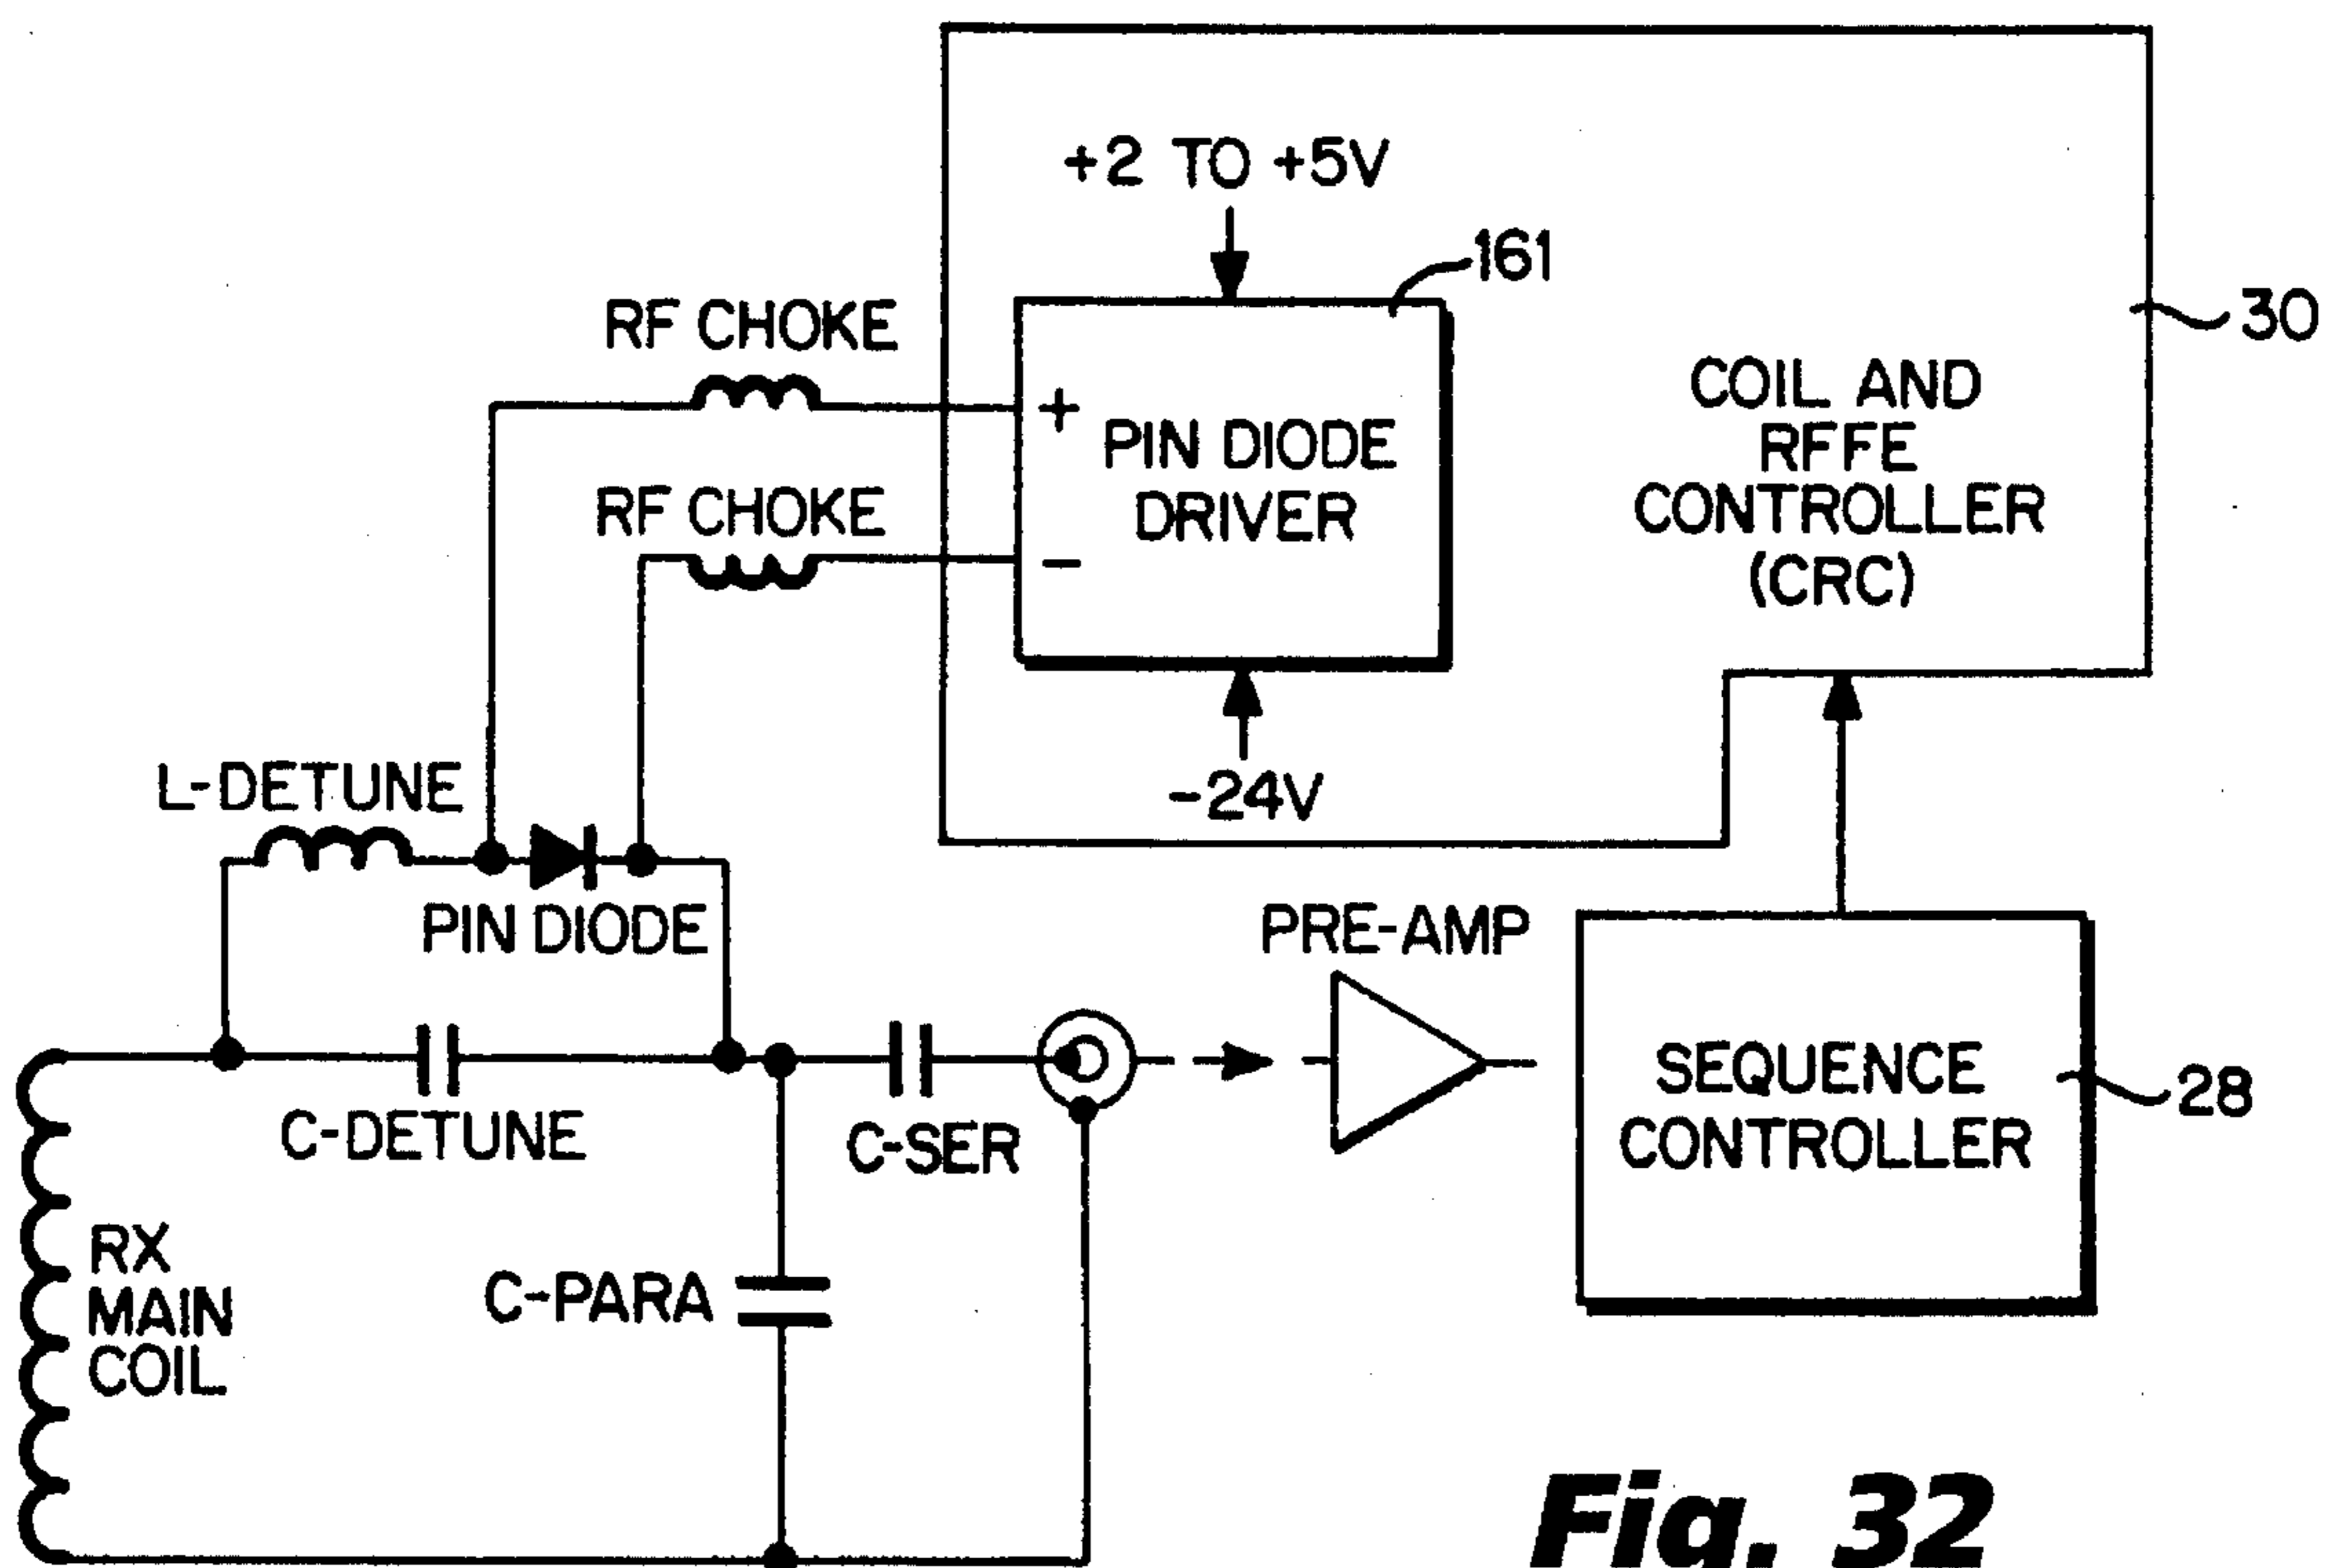 +2 TO +5V
161
30
RF CHOKE
+
PIN DIODE
DRIVER
COIL AND
RFFE
CONTROLLER
(CRC)
RF CHOKE
−
-24V
L-DETUNE
PIN DIODE
PRE-AMP
C-DETUNE
C-SER
SEQUENCE
CONTROLLER
28
RX
MAIN
COIL
C-PARA
Fig. 32